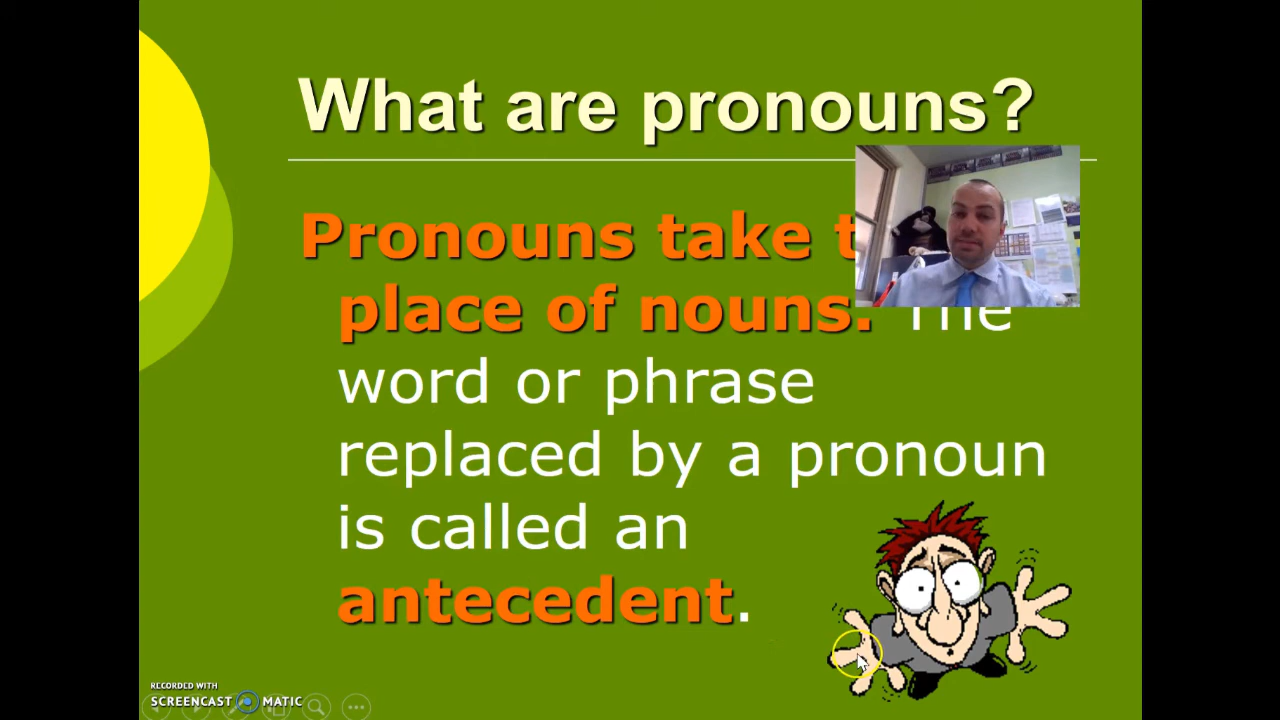 What are pronouns?
Pronouns take
place of nouns. The
word or phrase
replaced by a pronoun
is called an
antecedent.
RECORDED WITH
SCREENCAST MATIC